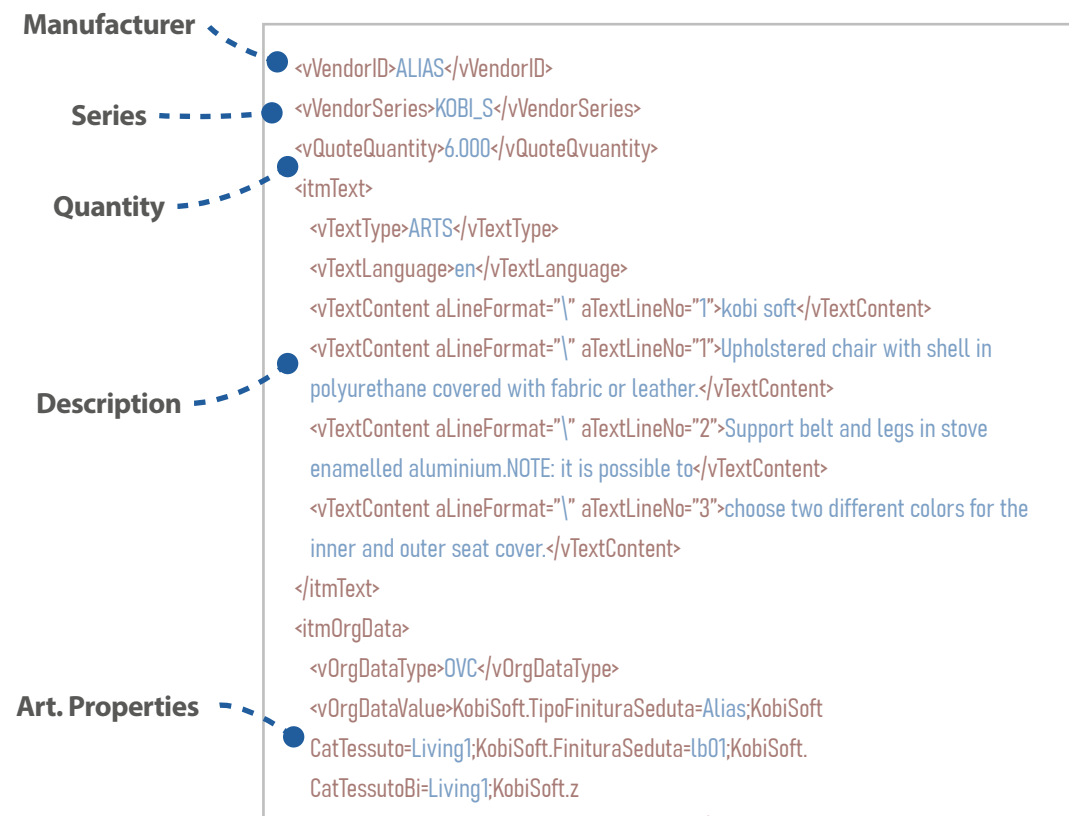 Manufacturer
<vVendorID>ALIAS</vVendorID>
Series
<vVendorSeries>KOBI_S</vVendorSeries>
<vQuoteQuantity>6.000</vQuoteQvuantity>
Quantity
<itmText>
<vTextType>ARTS</vTextType>
<vTextLanguage>en</vTextLanguage>
<vTextContent aLineFormat="\" aTextLineNo="1">kobi soft</vTextContent>
<vTextContent aLineFormat="\" aTextLineNo="1">Upholstered chair with shell in
polyurethane covered with fabric or leather.</vTextContent>
Description
<vTextContent aLineFormat="\" aTextLineNo="2">Support belt and legs in stove
enamelled aluminium.NOTE: it is possible to</vTextContent>
<vTextContent aLineFormat="\" aTextLineNo="3">choose two different colors for the
inner and outer seat cover.</vTextContent>
</itmText>
<itmOrgData>
<vOrgDataType>OVC</vOrgDataType>
Art. Properties
<vOrgDataValue>KobiSoft.TipoFinituraSeduta=Alias;KobiSoft
CatTessuto=Living1;KobiSoft.FinituraSeduta=lb01;KobiSoft.
CatTessutoBi=Living1;KobiSoft.z